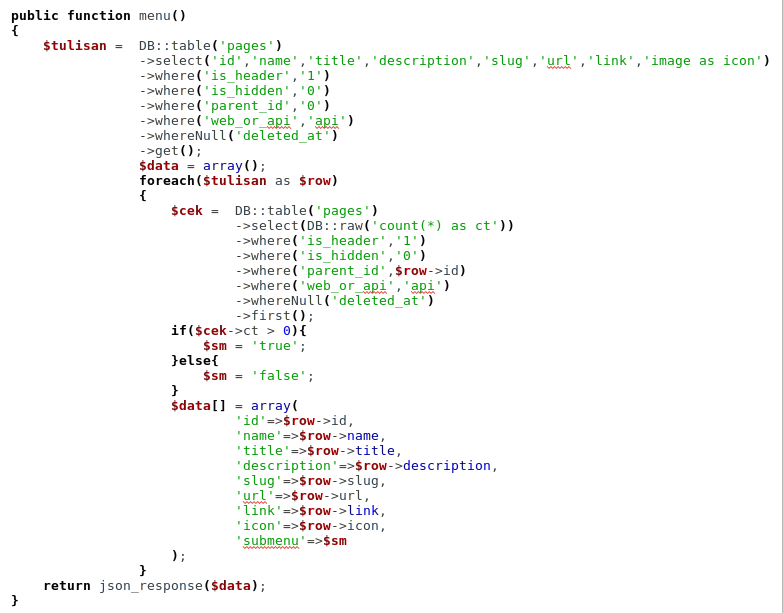 public function menu()
{
    $tulisan =  DB::table('pages')
                ->select('id','name','title','description','slug','url','link','image as icon')
                ->where('is_header','1')
                ->where('is_hidden','0')
                ->where('parent_id','0')
                ->where('web_or_api','api')
                ->whereNull('deleted_at')
                ->get();
                $data = array();
                foreach($tulisan as $row)
                {
                    $cek =  DB::table('pages')
                            ->select(DB::raw('count(*) as ct'))
                            ->where('is_header','1')
                            ->where('is_hidden','0')
                            ->where('parent_id',$row->id)
                            ->where('web_or_api','api')
                            ->whereNull('deleted_at')
                            ->first();
                    if($cek->ct > 0){
                        $sm = 'true';
                    }else{
                        $sm = 'false';
                    }
                    $data[] = array(
                            'id'=>$row->id,
                            'name'=>$row->name,
                            'title'=>$row->title,
                            'description'=>$row->description,
                            'slug'=>$row->slug,
                            'url'=>$row->url,
                            'link'=>$row->link,
                            'icon'=>$row->icon,
                            'submenu'=>$sm
                    );
                }
    return json_response($data);
}